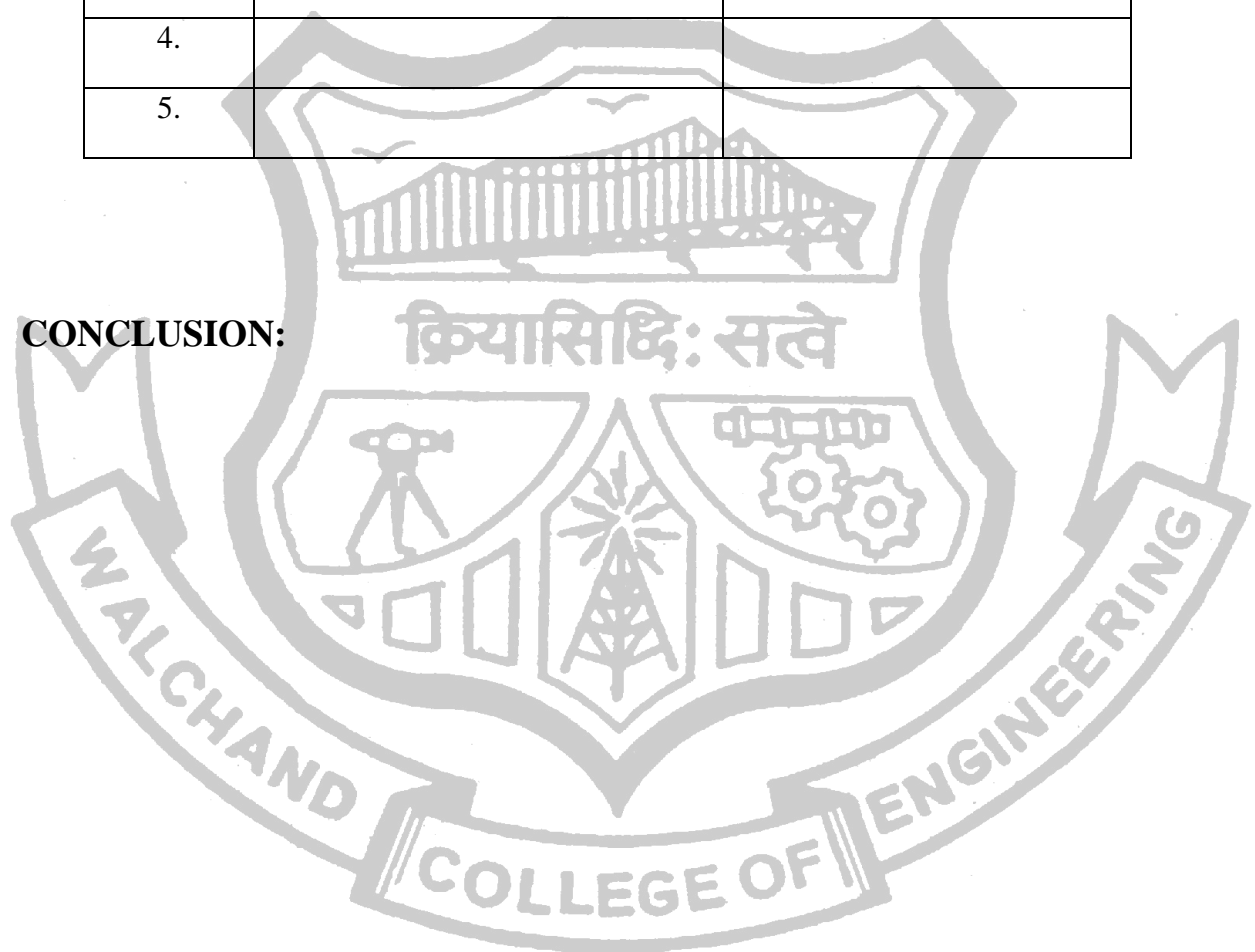 4.
5.
CONCLUSION:
क्रियासिध्दि: सत्वे
WALCHAND
COLLEGE OF
ENGINEERING